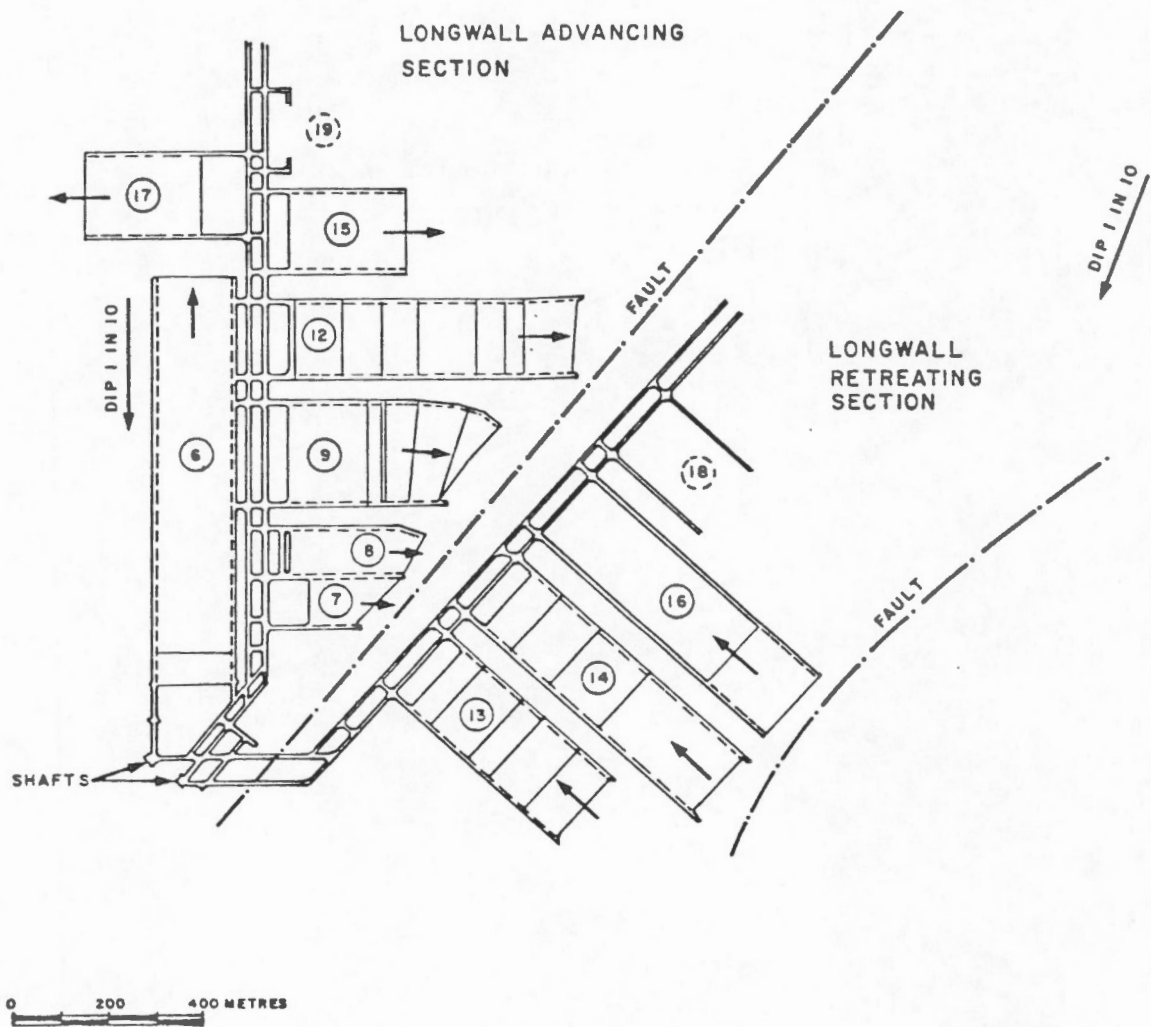 LONGWALL ADVANCING
SECTION
19
17
15
FAULT
DIP 1 IN 10
12
DIP 1 IN 10
LONGWALL
RETREATING
SECTION
6
9
18
8
7
16
FAULT
14
13
SHAFTS
0 200 400 METRES